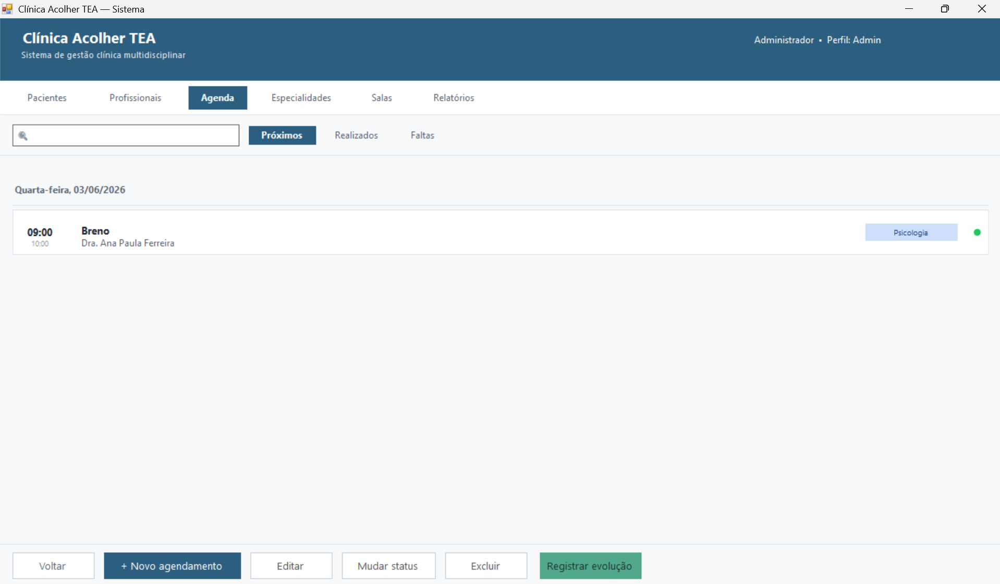 Clínica Acolher TEA — Sistema
Clínica Acolher TEA
Sistema de gestão clínica multidisciplinar
Administrador • Perfil: Admin
Pacientes Profissionais Agenda Especialidades Salas Relatórios
Próximos Realizados Faltas
Quarta-feira, 03/06/2026
09:00
10:00
Breno
Dra. Ana Paula Ferreira
Psicologia
Voltar + Novo agendamento Editar Mudar status Excluir Registrar evolução